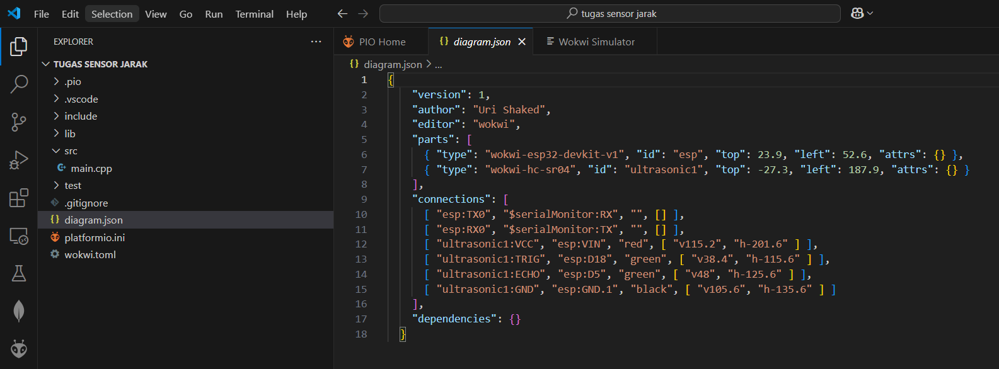 File Edit Selection View Go Run Terminal Help
tugas sensor jarak
EXPLORER
TUGAS SENSOR JARAK
.pio
.vscode
include
lib
src
main.cpp
test
.gitignore
diagram.json
platformio.ini
wokwi.toml
PIO Home
{} diagram.json
Wokwi Simulator
{} diagram.json > ...
1 {
2 "version": 1,
3 "author": "Uri Shaked",
4 "editor": "wokwi",
5 "parts": [
6 { "type": "wokwi-esp32-devkit-v1", "id": "esp", "top": 23.9, "left": 52.6, "attrs": {} },
7 { "type": "wokwi-hc-sr04", "id": "ultrasonic1", "top": -27.3, "left": 187.9, "attrs": {} }
8 ],
9 "connections": [
10 [ "esp:TX0", "$serialMonitor:RX", "", [] ],
11 [ "esp:RX0", "$serialMonitor:TX", "", [] ],
12 [ "ultrasonic1:VCC", "esp:VIN", "red", [ "v115.2", "h-201.6" ] ],
13 [ "ultrasonic1:TRIG", "esp:D18", "green", [ "v38.4", "h-115.6" ] ],
14 [ "ultrasonic1:ECHO", "esp:D5", "green", [ "v48", "h-125.6" ] ],
15 [ "ultrasonic1:GND", "esp:GND.1", "black", [ "v105.6", "h-135.6" ] ]
16 ],
17 "dependencies": {}
18 }